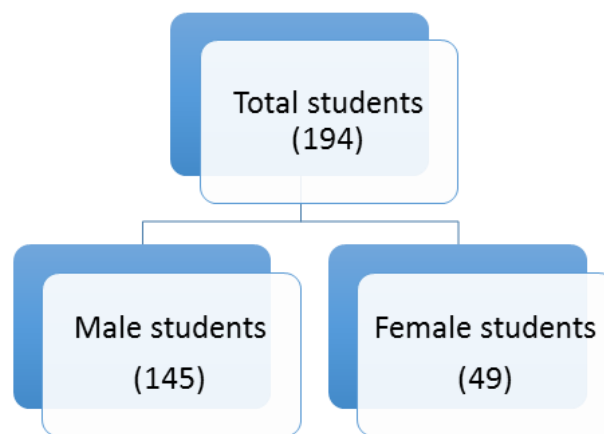 Total students
(194)
Male students
(145)
Female students
(49)